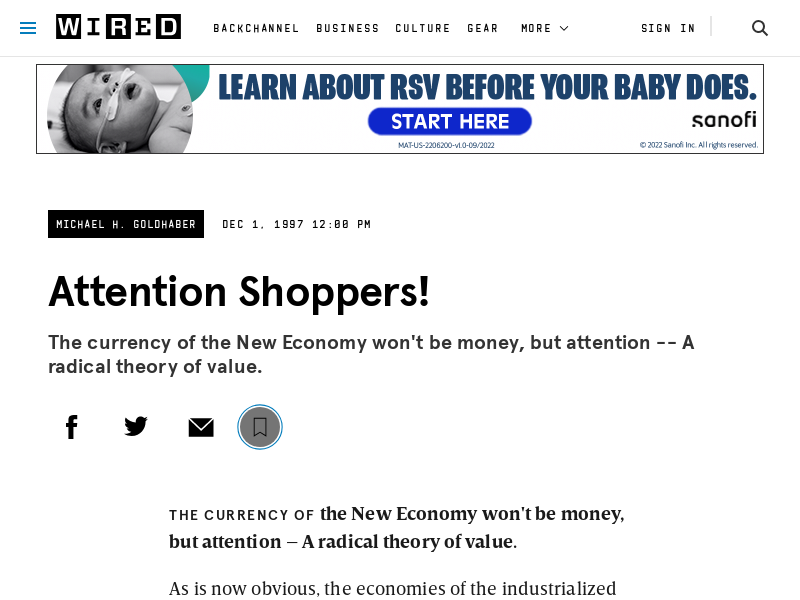 WIRED
BACKCHANNEL BUSINESS CULTURE GEAR MORE SIGN IN
LEARN ABOUT RSV BEFORE YOUR BABY DOES.
START HERE
sanofi
MAT-US-2206200-v1.0-09/2022
© 2022 Sanofi Inc. All rights reserved.
MICHAEL H. GOLDHABER DEC 1, 1997 12:00 PM
Attention Shoppers!
The currency of the New Economy won't be money, but attention -- A
radical theory of value.
THE CURRENCY OF the New Economy won't be money,
but attention – A radical theory of value.
As is now obvious, the economies of the industrialized